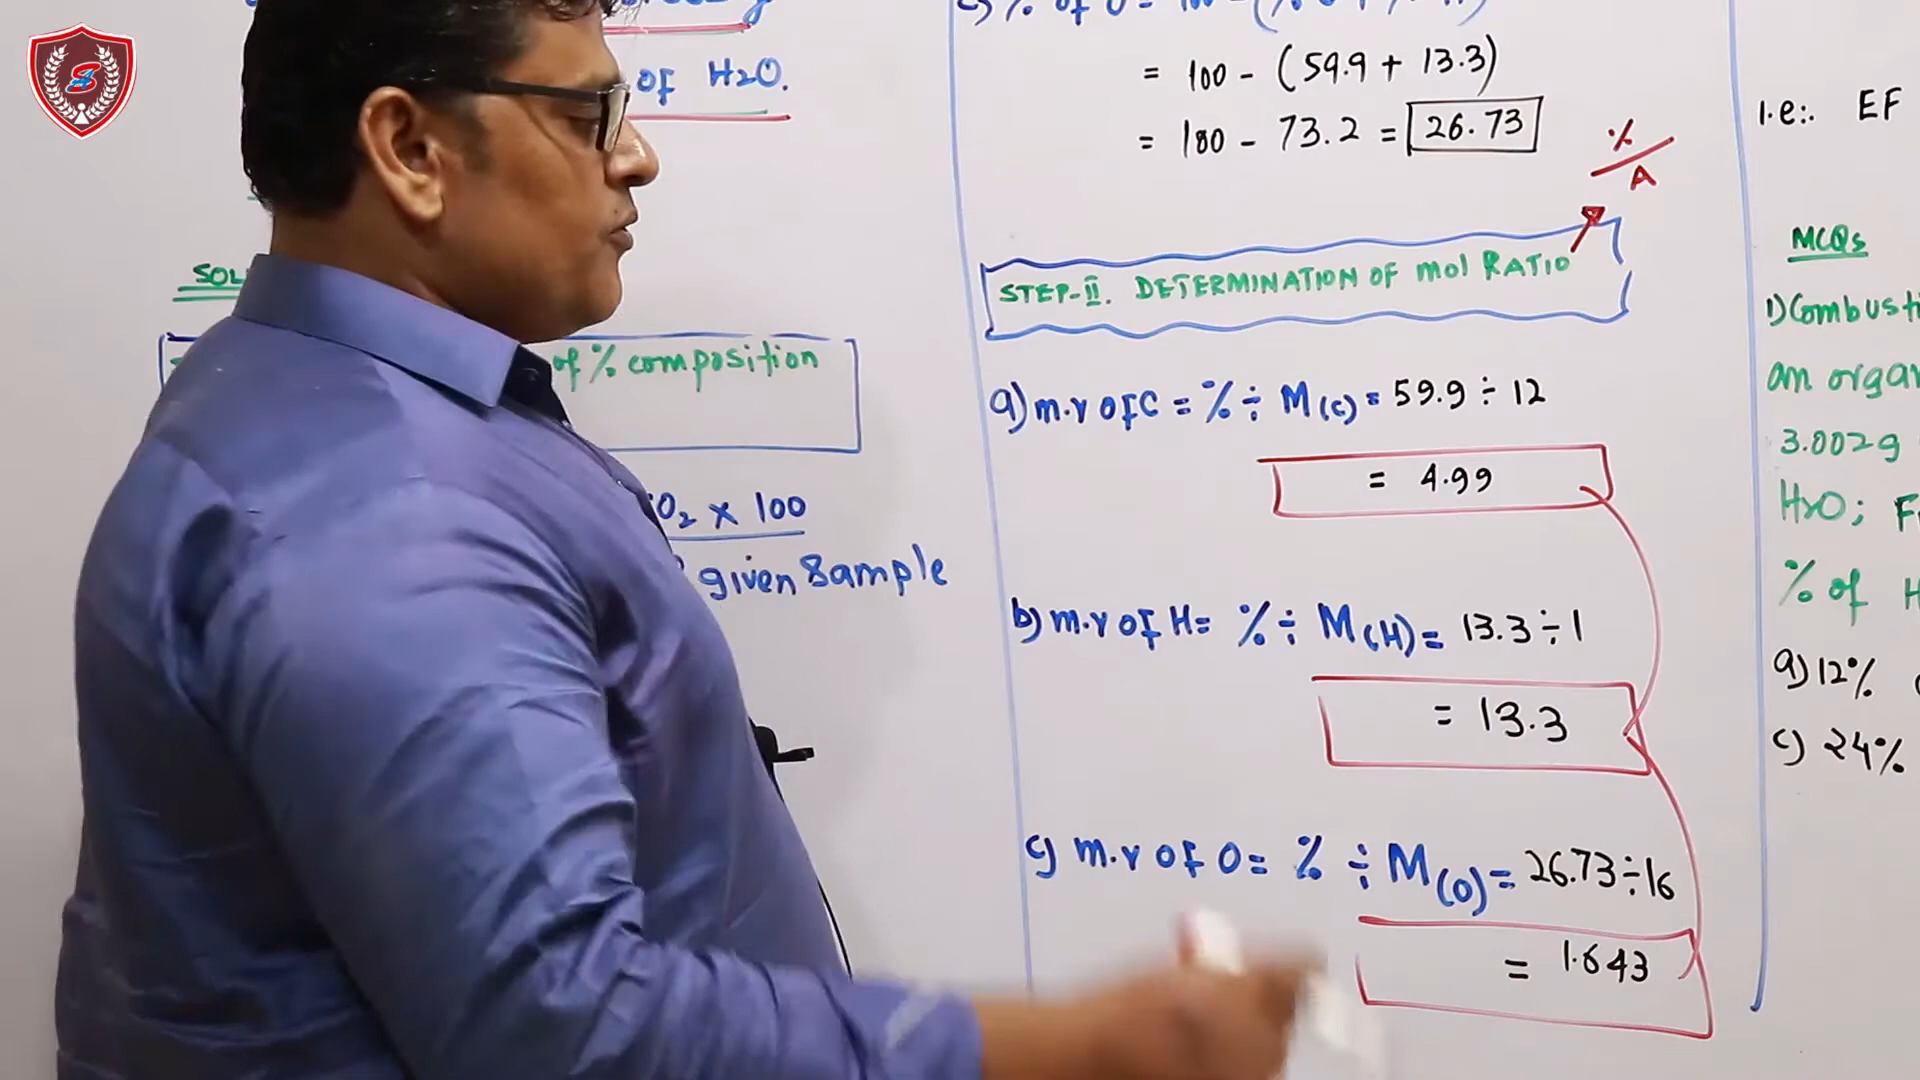 of H2O.
SOL
of % composition
O2 × 100
given Sample
= 100 - (59.9 + 13.3)
= 100 - 73.2 = 26.73
%/A
STEP-II. DETERMINATION OF mol RATIO
a) m.r of C = % ÷ M(C) = 59.9 ÷ 12
= 4.99
b) m.r of H = % ÷ M(H) = 13.3 ÷ 1
= 13.3
c) m.r of O = % ÷ M(O) = 26.73 ÷ 16
= 1.643
I.e:. EF
MCQs
1) Combusti
an organ
3.002g
H2O; F
% of H
a) 12%
c) 24%